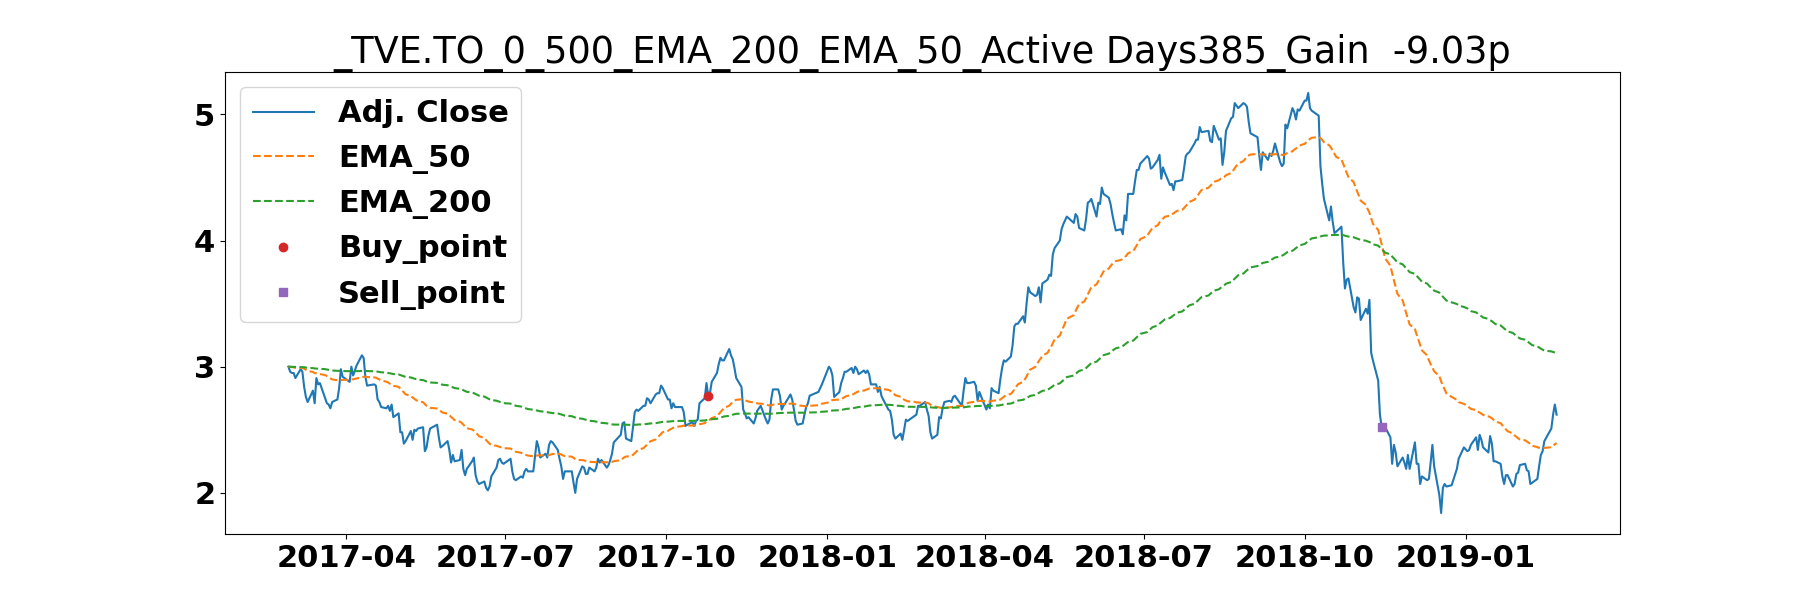 _TVE.TO_0_500_EMA_200_EMA_50_Active Days385_Gain  -9.03p
Adj. Close
EMA_50
EMA_200
Buy_point
Sell_point
5
4
3
2
2017-04 2017-07 2017-10 2018-01 2018-04 2018-07 2018-10 2019-01